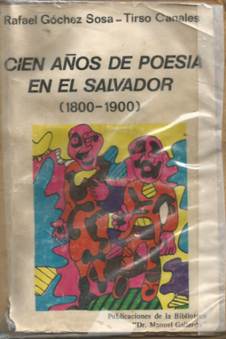 Rafael Góchez Sosa – Tirso Canales
CIEN AÑOS DE POESIA
EN EL SALVADOR
(1800-1900)
Publicaciones de la Biblioteca
"Dr. Manuel Gallardo